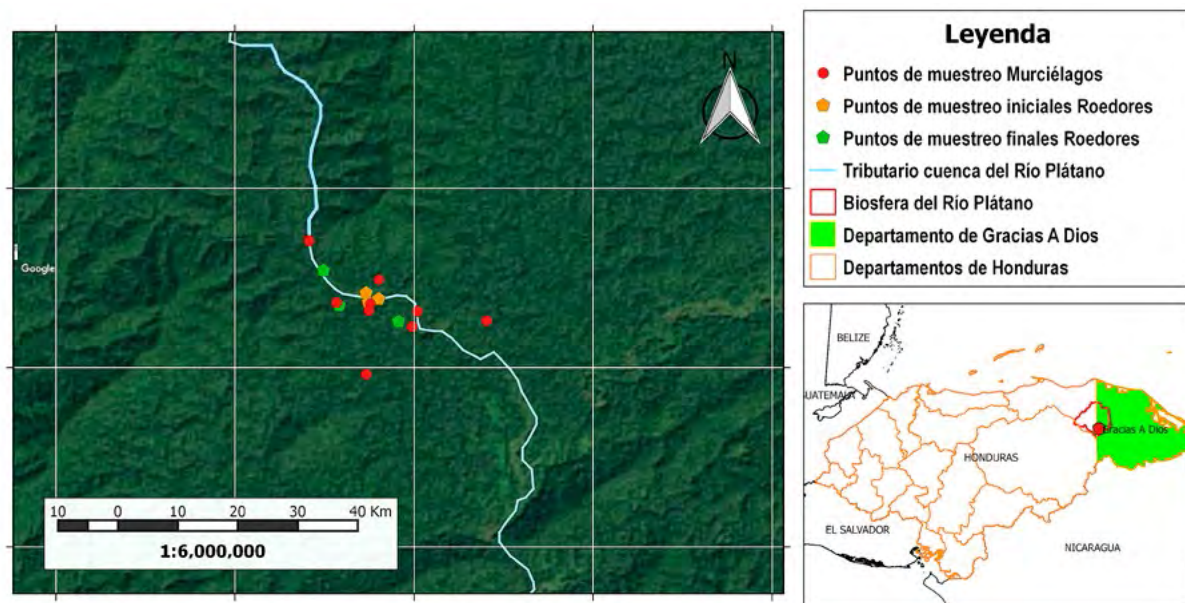 N
Google
10 0 10 20 30 40 Km
1:6,000,000
Leyenda
Puntos de muestreo Murciélagos
Puntos de muestreo iniciales Roedores
Puntos de muestreo finales Roedores
Tributario cuenca del Río Plátano
Biosfera del Río Plátano
Departamento de Gracias A Dios
Departamentos de Honduras
BELIZE
GUATEMALA
Gracias A Dios
HONDURAS
EL SALVADOR
NICARAGUA